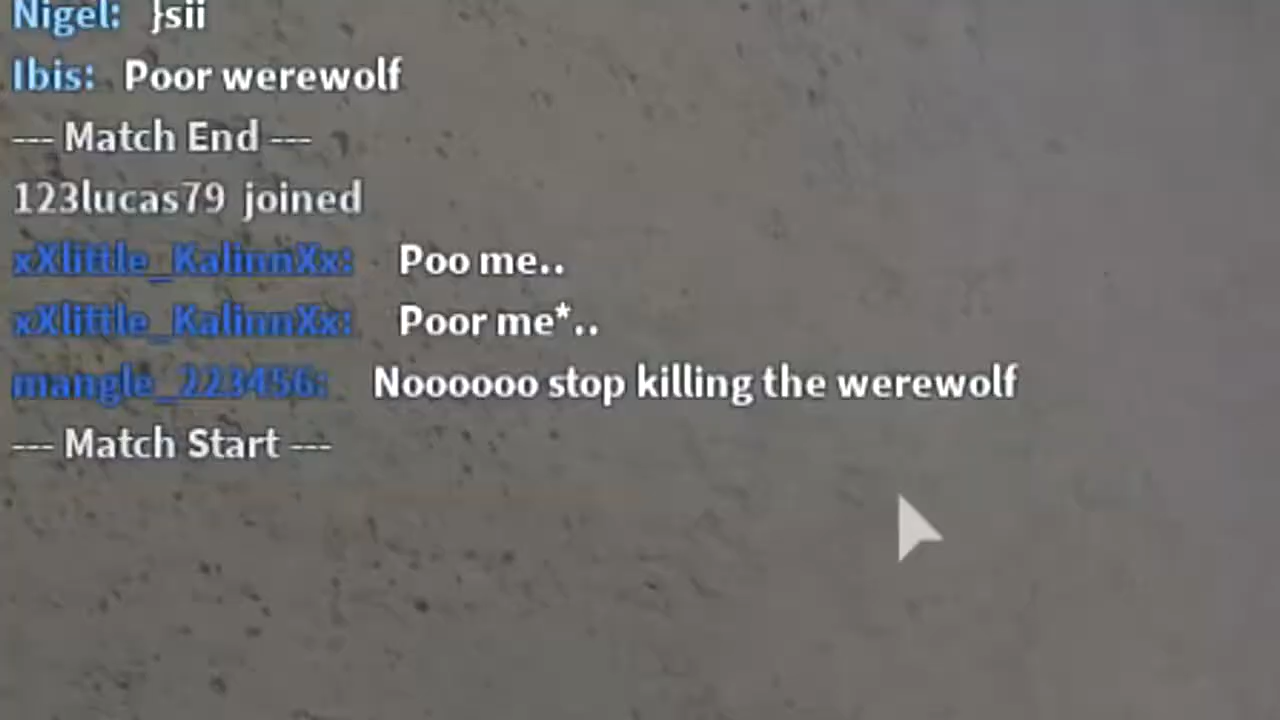 Nigel: }sii
Ibis: Poor werewolf
--- Match End ---
123lucas79 joined
xXlittle_KalinnXx: Poo me..
xXlittle_KalinnXx: Poor me*..
mangle_223456: Noooooo stop killing the werewolf
--- Match Start ---